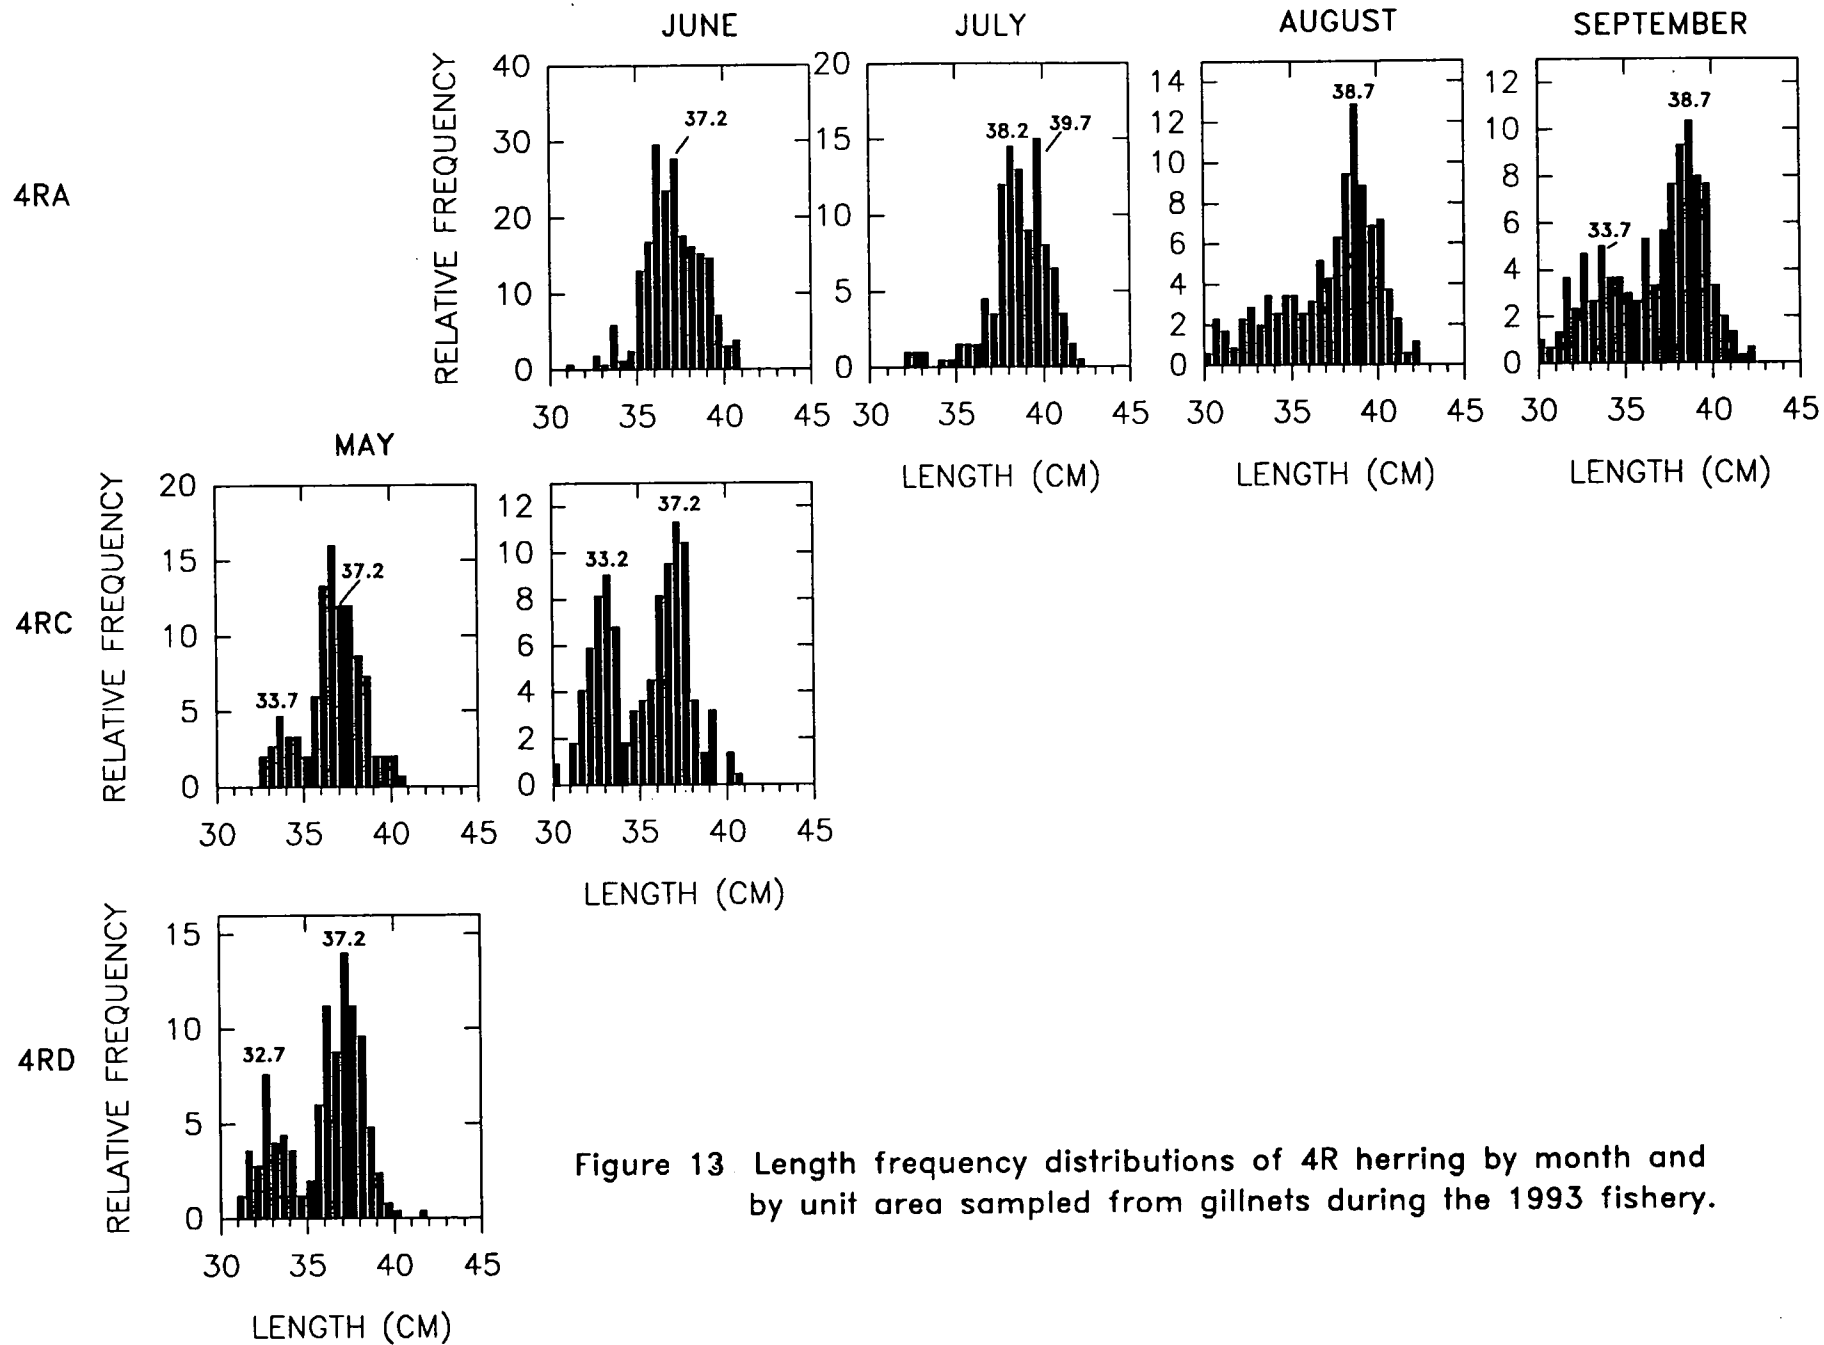 JUNE JULY AUGUST SEPTEMBER
4RA
RELATIVE FREQUENCY
40
30
20
10
0
37.2
30 35 40
20
15
10
5
0
38.2 39.7
30 35 40 45
14
12
10
8
6
4
2
0
38.7
30 35 40 45
12
10
8
6
4
2
0
38.7
33.7
30 35 40 45
LENGTH (CM) LENGTH (CM) LENGTH (CM)
MAY
4RC
RELATIVE FREQUENCY
20
15
10
5
0
37.2
33.7
30 35 40 45
12
10
8
6
4
2
0
37.2
33.2
30 35 40 45
LENGTH (CM)
4RD
RELATIVE FREQUENCY
15
10
5
0
37.2
32.7
30 35 40 45
LENGTH (CM)
Figure 13 Length frequency distributions of 4R herring by month and
by unit area sampled from gillnets during the 1993 fishery.